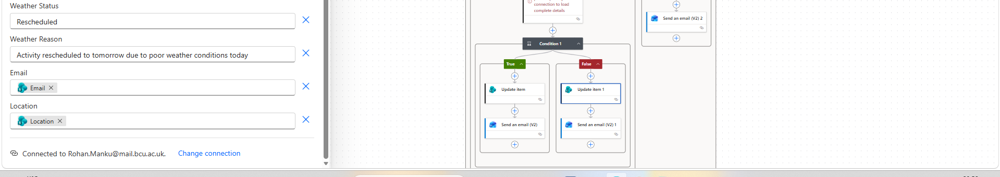 Weather Status
Rescheduled
Weather Reason
Activity rescheduled to tomorrow due to poor weather conditions today
Email
Email
Location
Location
Connected to Rohan.Manku@mail.bcu.ac.uk.
Change connection
connection to load
complete details
Condition 1
True
False
Update item
Update item 1
Send an email (V2)
Send an email (V2) 1
Send an email (V2) 2